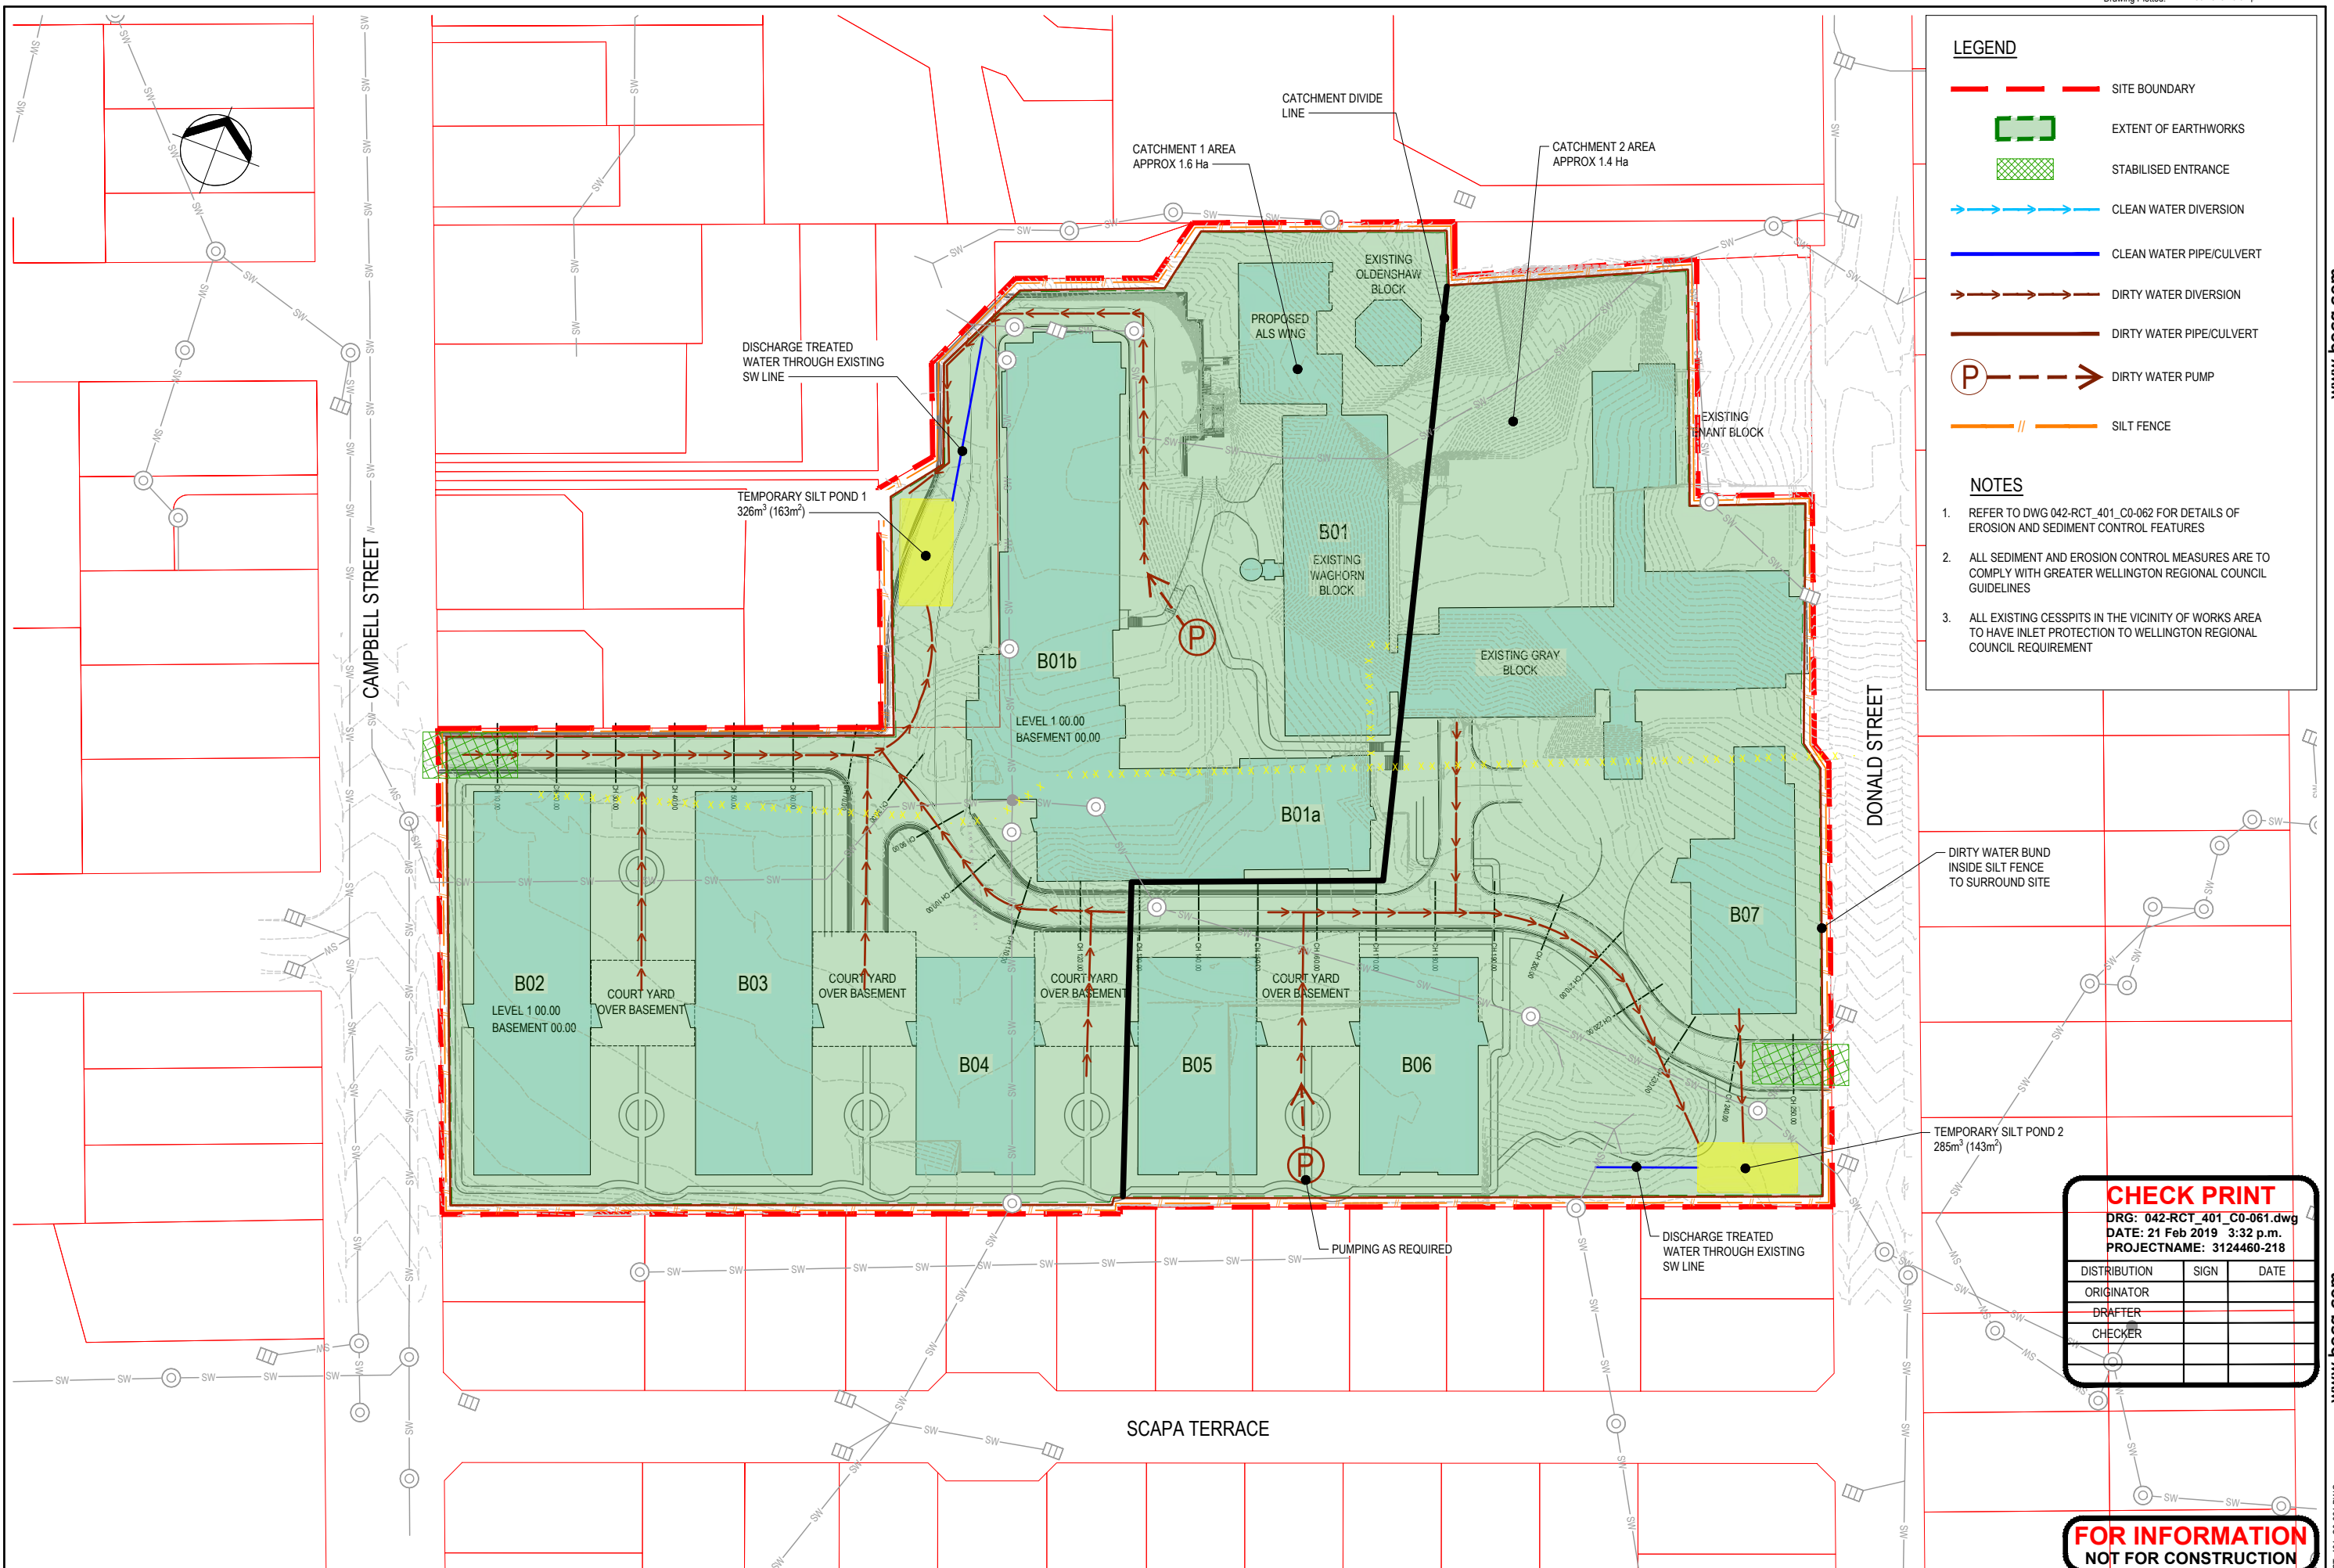 LEGEND
SITE BOUNDARY
EXTENT OF EARTHWORKS
STABILISED ENTRANCE
CLEAN WATER DIVERSION
CLEAN WATER PIPE/CULVERT
DIRTY WATER DIVERSION
DIRTY WATER PIPE/CULVERT
P
DIRTY WATER PUMP
SILT FENCE
NOTES
1. REFER TO DWG 042-RCT_401_C0-062 FOR DETAILS OF
EROSION AND SEDIMENT CONTROL FEATURES
2. ALL SEDIMENT AND EROSION CONTROL MEASURES ARE TO
COMPLY WITH GREATER WELLINGTON REGIONAL COUNCIL
GUIDELINES
3. ALL EXISTING CESSPITS IN THE VICINITY OF WORKS AREA
TO HAVE INLET PROTECTION TO WELLINGTON REGIONAL
COUNCIL REQUIREMENT
CATCHMENT DIVIDE
LINE
CATCHMENT 1 AREA
APPROX 1.6 Ha
CATCHMENT 2 AREA
APPROX 1.4 Ha
EXISTING
OLDENSHAW
BLOCK
PROPOSED
ALS WING
DISCHARGE TREATED
WATER THROUGH EXISTING
SW LINE
TEMPORARY SILT POND 1
326m³ (163m²)
EXISTING
TENANT BLOCK
B01
EXISTING
WAGHORN
BLOCK
P
B01b
LEVEL 1 00.00
BASEMENT 00.00
EXISTING GRAY
BLOCK
CAMPBELL STREET
DONALD STREET
B01a
DIRTY WATER BUND
INSIDE SILT FENCE
TO SURROUND SITE
B07
B02
LEVEL 1 00.00
BASEMENT 00.00
COURT YARD
OVER BASEMENT
B03
COURT YARD
OVER BASEMENT
B04
COURT YARD
OVER BASEMENT
B05
COURT YARD
OVER BASEMENT
B06
P
TEMPORARY SILT POND 2
285m³ (143m²)
PUMPING AS REQUIRED
DISCHARGE TREATED
WATER THROUGH EXISTING
SW LINE
SCAPA TERRACE
CHECK PRINT
DRG: 042-RCT_401_C0-061.dwg
DATE: 21 Feb 2019 3:32 p.m.
PROJECTNAME: 3124460-218
DISTRIBUTION SIGN DATE
ORIGINATOR
DRAFTER
CHECKER
FOR INFORMATION
NOT FOR CONSTRUCTION